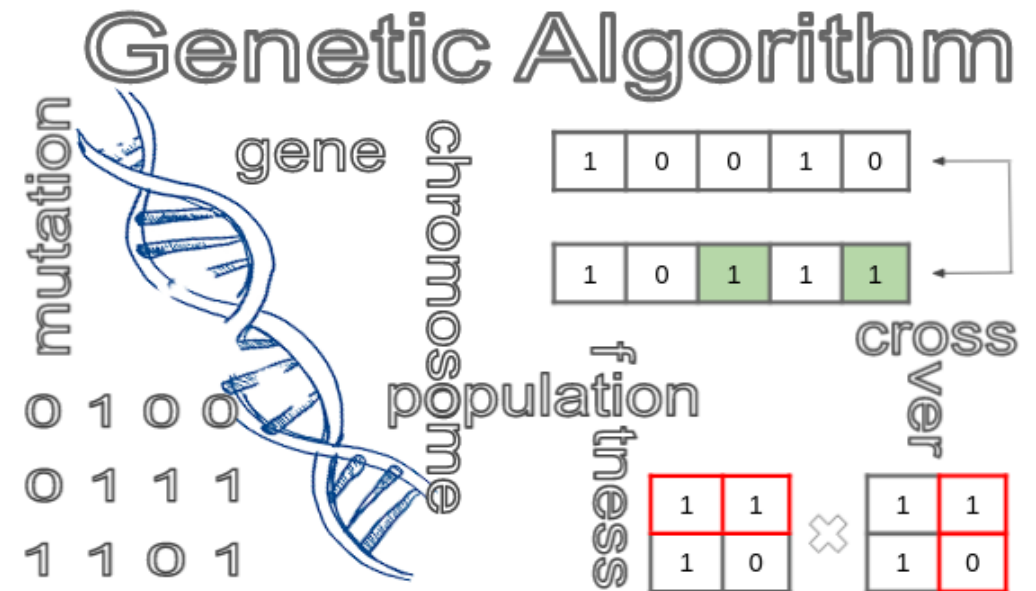 Genetic Algorithm
mutation
gene
chromosome
1 0 0 1 0
1 0 1 1 1
cross
over
population
fitness
0 1 0 0
0 1 1 1
1 1 0 1
1 1
1 0
1 1
1 0